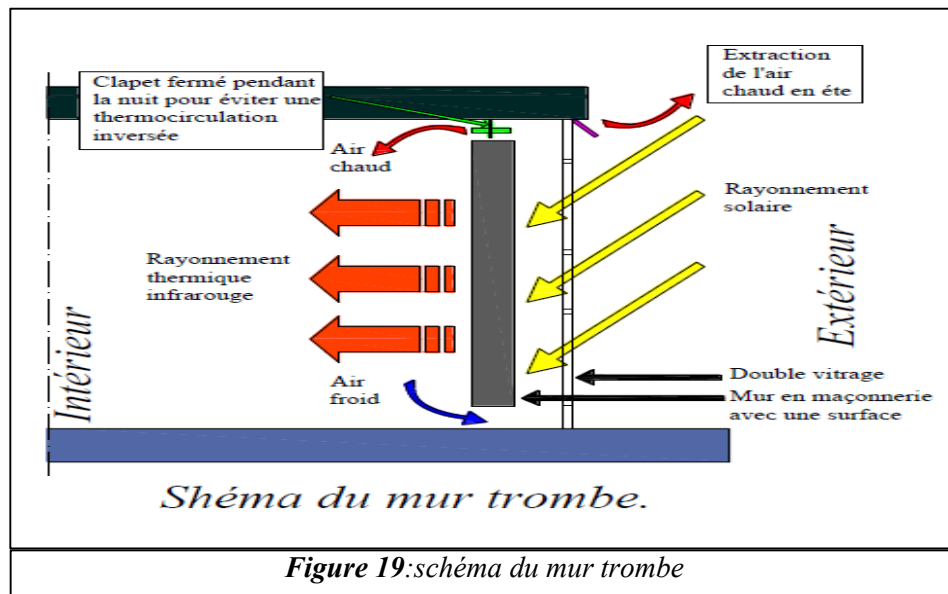 Clapet fermé pendant
la nuit pour éviter une
thermocirculation
inversée
Extraction
de l'air
chaud en éte
Air
chaud
Rayonnement
solaire
Rayonnement
thermique
infrarouge
Intérieur
Extérieur
Air
froid
Double vitrage
Mur en maçonnerie
avec une surface
Shéma du mur trombe.
Figure 19:schéma du mur trombe